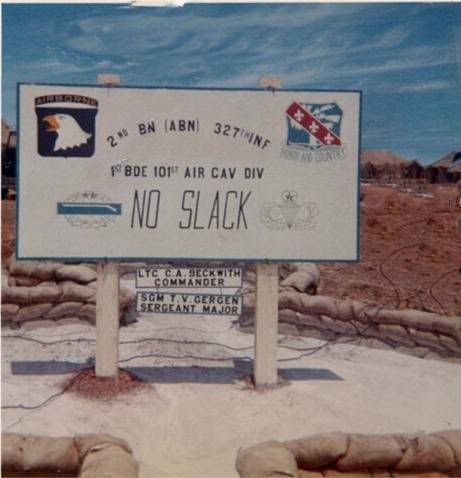 AIRBORNE
2ND BN (ABN) 327TH INF
HONOR AND COUNTRY
1ST BDE 101ST AIR CAV DIV
NO SLACK
LTC C.A. BECKWITH
COMMANDER
SGM T.V. GERGEN
SERGEANT MAJOR